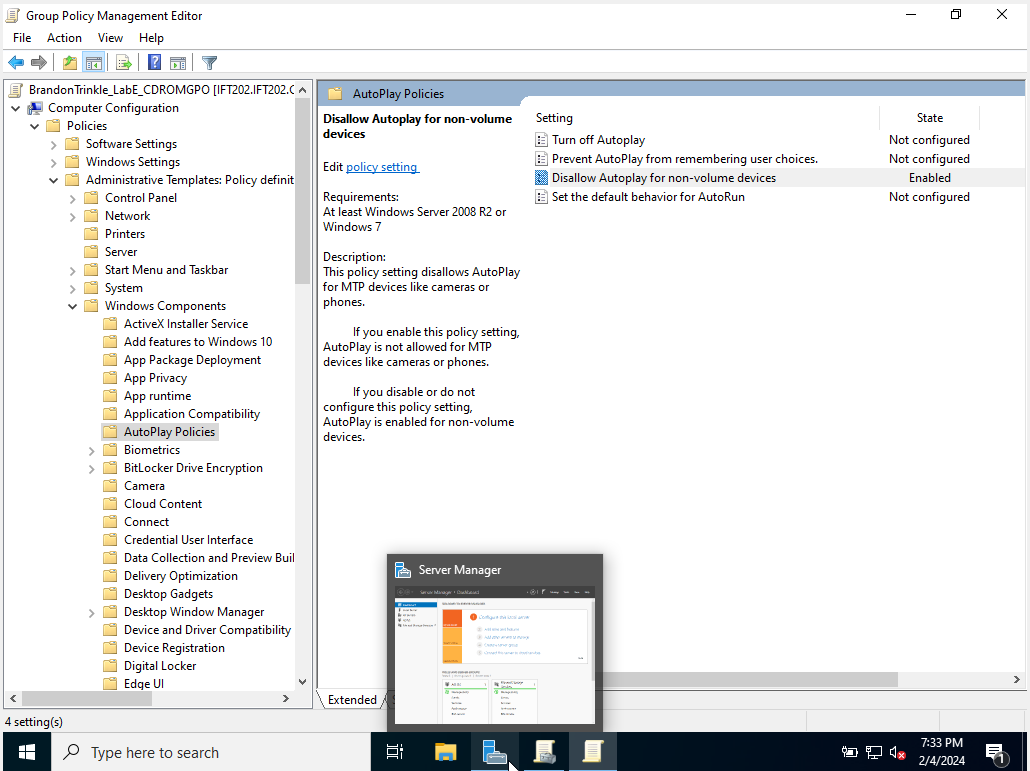 Group Policy Management Editor
File Action View Help
BrandonTrinkle_LabE_CDROMGPO [IFT202.IFT202.C
Computer Configuration
Policies
Software Settings
Windows Settings
Administrative Templates: Policy definit
Control Panel
Network
Printers
Server
Start Menu and Taskbar
System
Windows Components
ActiveX Installer Service
Add features to Windows 10
App Package Deployment
App Privacy
App runtime
Application Compatibility
AutoPlay Policies
Biometrics
BitLocker Drive Encryption
Camera
Cloud Content
Connect
Credential User Interface
Data Collection and Preview Buil
Delivery Optimization
Desktop Gadgets
Desktop Window Manager
Device and Driver Compatibility
Device Registration
Digital Locker
Edge UI
AutoPlay Policies
Disallow Autoplay for non-volume
devices
Edit policy setting
Requirements:
At least Windows Server 2008 R2 or
Windows 7
Description:
This policy setting disallows AutoPlay
for MTP devices like cameras or
phones.
If you enable this policy setting,
AutoPlay is not allowed for MTP
devices like cameras or phones.
If you disable or do not
configure this policy setting,
AutoPlay is enabled for non-volume
devices.
Setting State
Turn off Autoplay Not configured
Prevent AutoPlay from remembering user choices. Not configured
Disallow Autoplay for non-volume devices Enabled
Set the default behavior for AutoRun Not configured
Server Manager
Extended
4 setting(s)
Type here to search
7:33 PM
2/4/2024
1